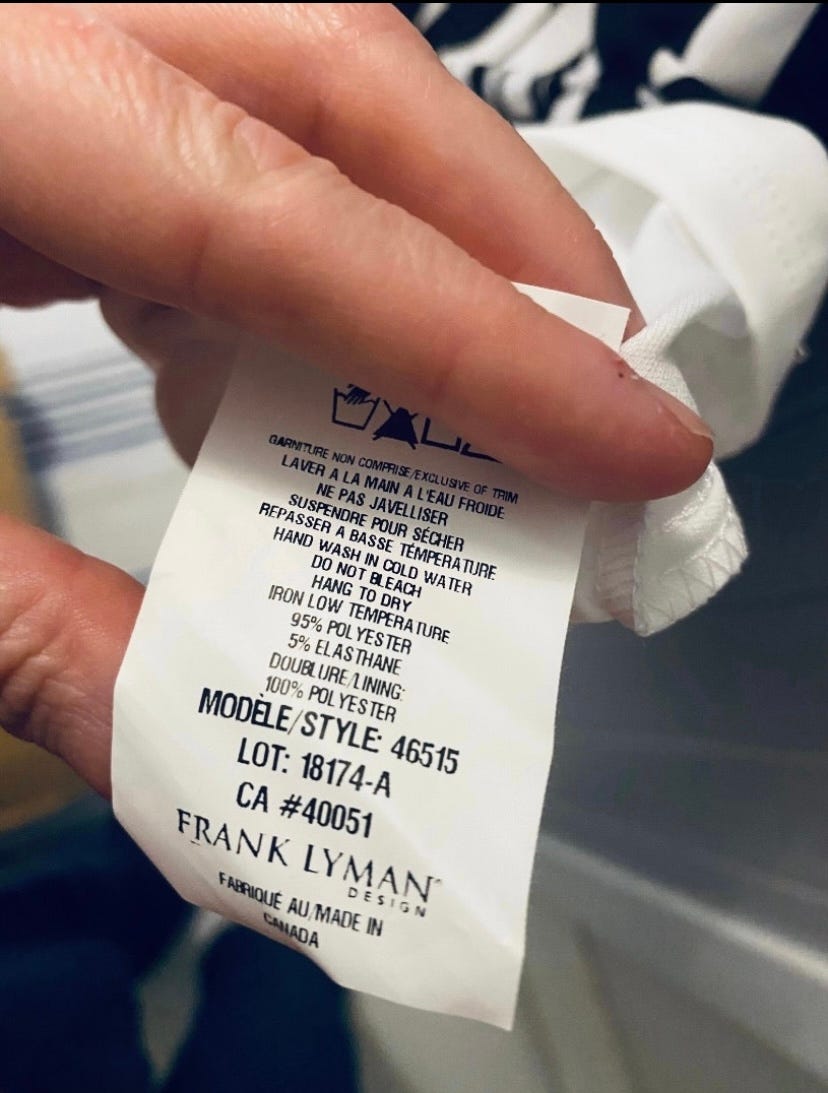 GARNITURE NON COMPRISE/EXCLUSIVE OF TRIM
LAVER A LA MAIN A L'EAU FROIDE
NE PAS JAVELLISER
SUSPENDRE POUR SÉCHER
REPASSER A BASSE TEMPÉRATURE
HAND WASH IN COLD WATER
DO NOT BLEACH
HANG TO DRY
IRON LOW TEMPERATURE
95% POLYESTER
5% ELASTHANE
DOUBLURE/LINING:
100% POLYESTER
MODÈLE/STYLE: 46515
LOT: 18174-A
CA #40051
FRANK LYMAN
DESIGN
FABRIQUÉ AU/MADE IN
CANADA